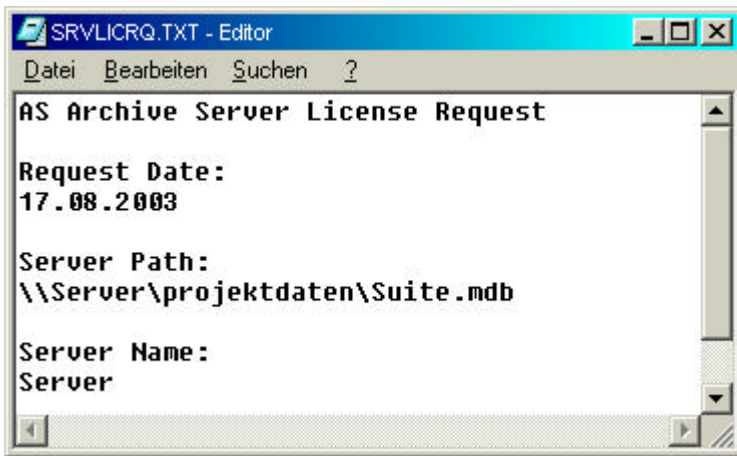 SRVLICRQ.TXT - Editor
Datei Bearbeiten Suchen ?
AS Archive Server License Request
Request Date:
17.08.2003
Server Path:
\\Server\projektdaten\Suite.mdb
Server Name:
Server